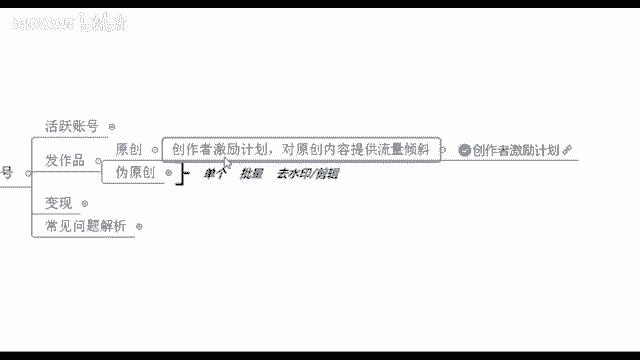 活跃账号
原创
创作者激励计划，对原创内容提供流量倾斜
创作者激励计划
发作品
号
伪原创
单个 批量 去水印/剪辑
变现
常见问题解析